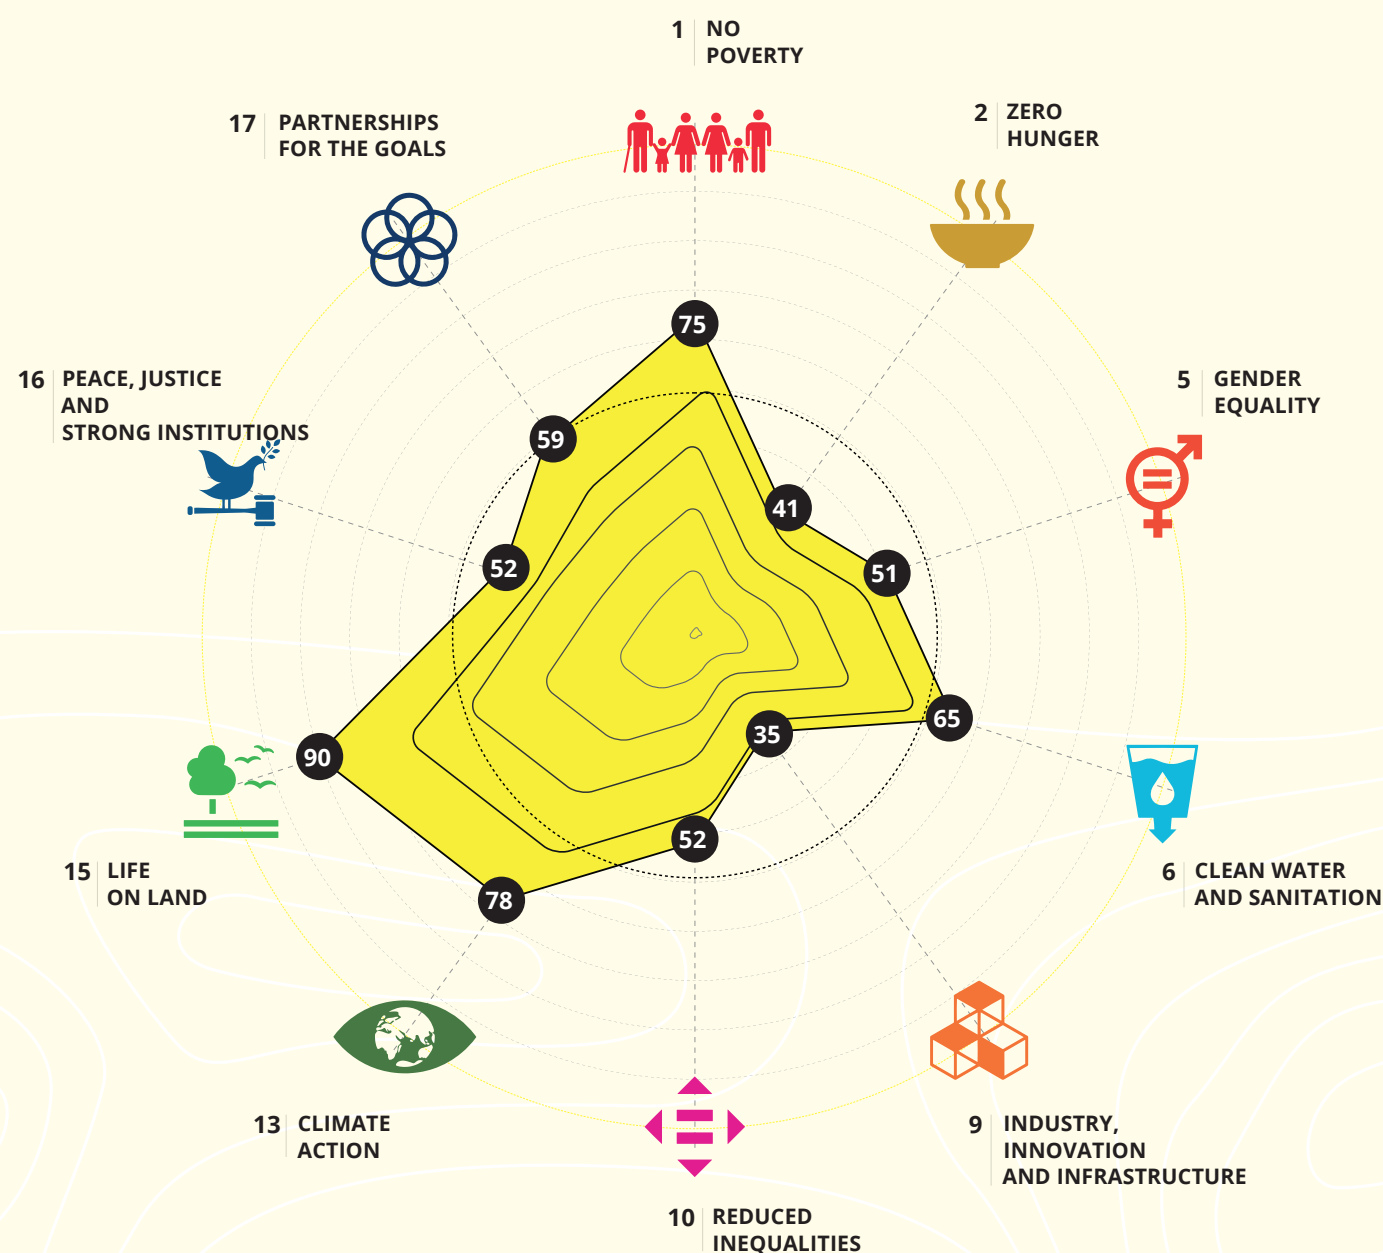 1 NO
POVERTY
2 ZERO
HUNGER
17 PARTNERSHIPS
FOR THE GOALS
5 GENDER
EQUALITY
16 PEACE, JUSTICE
AND
STRONG INSTITUTIONS
75
59
41
52
51
65
35
90
52
78
15 LIFE
ON LAND
6 CLEAN WATER
AND SANITATION
13 CLIMATE
ACTION
9 INDUSTRY,
INNOVATION
AND INFRASTRUCTURE
10 REDUCED
INEQUALITIES